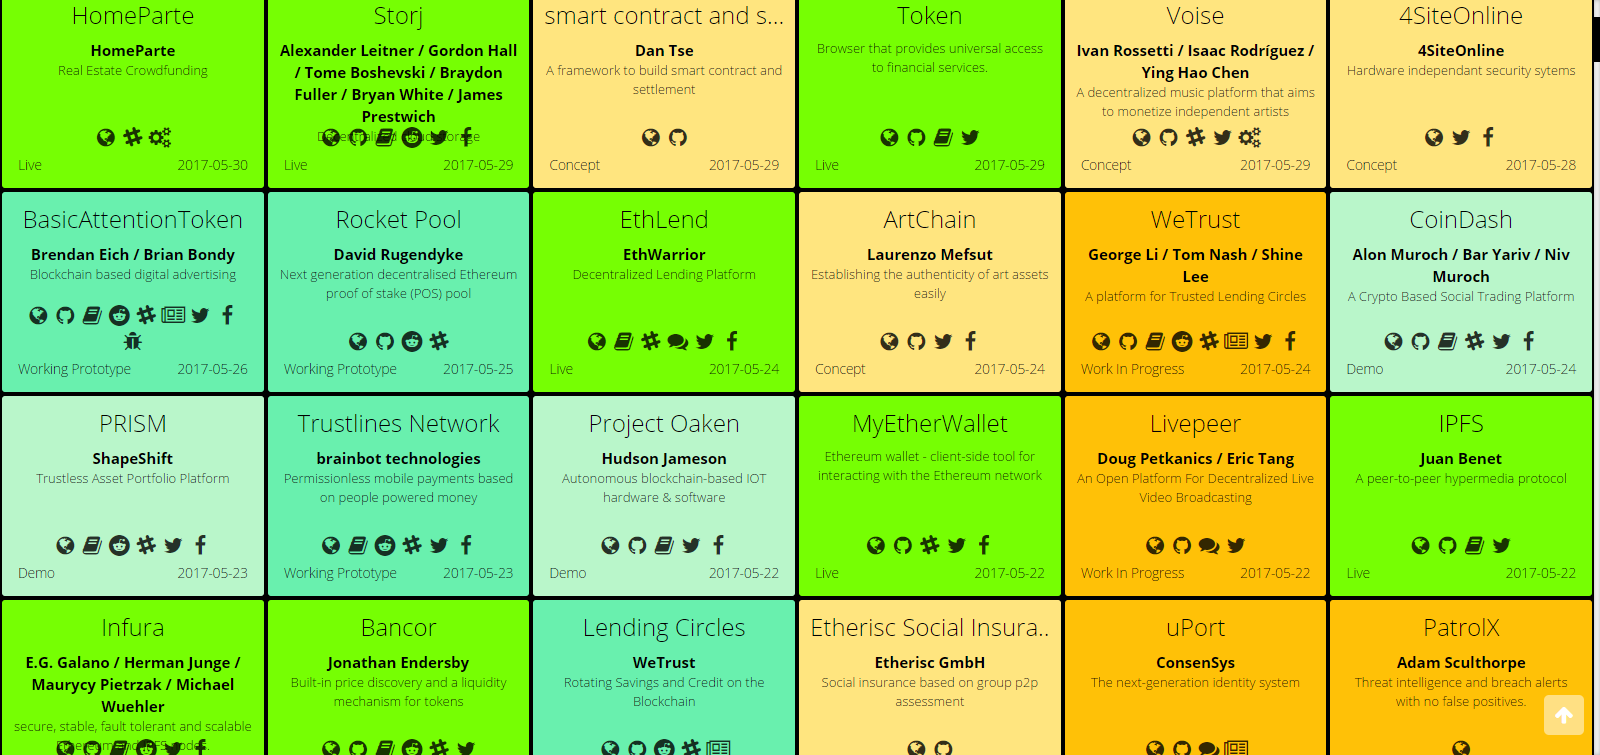 HomeParte
HomeParte
Real Estate Crowdfunding
Live 2017-05-30
Storj
Alexander Leitner / Gordon Hall
/ Tome Boshevski / Braydon
Fuller / Bryan White / James
Prestwich
Live 2017-05-29
smart contract and s...
Dan Tse
A framework to build smart contract and
settlement
Concept 2017-05-29
Token
Browser that provides universal access
to financial services.
Live 2017-05-29
Voise
Ivan Rossetti / Isaac Rodríguez /
Ying Hao Chen
A decentralized music platform that aims
to monetize independent artists
Concept 2017-05-29
4SiteOnline
4SiteOnline
Hardware independant security sytems
Concept 2017-05-28
BasicAttentionToken
Brendan Eich / Brian Bondy
Blockchain based digital advertising
Working Prototype 2017-05-26
Rocket Pool
David Rugendyke
Next generation decentralised Ethereum
proof of stake (POS) pool
Working Prototype 2017-05-25
EthLend
EthWarrior
Decentralized Lending Platform
Live 2017-05-24
ArtChain
Laurenzo Mefsut
Establishing the authenticity of art assets
easily
Concept 2017-05-24
WeTrust
George Li / Tom Nash / Shine
Lee
A platform for Trusted Lending Circles
Work In Progress 2017-05-24
CoinDash
Alon Muroch / Bar Yariv / Niv
Muroch
A Crypto Based Social Trading Platform
Demo 2017-05-24
PRISM
ShapeShift
Trustless Asset Portfolio Platform
Demo 2017-05-23
Trustlines Network
brainbot technologies
Permissionless mobile payments based
on people powered money
Working Prototype 2017-05-23
Project Oaken
Hudson Jameson
Autonomous blockchain-based IOT
hardware & software
Demo 2017-05-22
MyEtherWallet
Ethereum wallet - client-side tool for
interacting with the Ethereum network
Live 2017-05-22
Livepeer
Doug Petkanics / Eric Tang
An Open Platform For Decentralized Live
Video Broadcasting
Work In Progress 2017-05-22
IPFS
Juan Benet
A peer-to-peer hypermedia protocol
Live 2017-05-22
Infura
E.G. Galano / Herman Junge /
Maurycy Pietrzak / Michael
Wuehler
secure, stable, fault tolerant and scalable
Bancor
Jonathan Endersby
Built-in price discovery and a liquidity
mechanism for tokens
Lending Circles
WeTrust
Rotating Savings and Credit on the
Blockchain
Etherisc Social Insura..
Etherisc GmbH
Social insurance based on group p2p
assessment
uPort
ConsenSys
The next-generation identity system
PatrolX
Adam Sculthorpe
Threat intelligence and breach alerts
with no false positives.